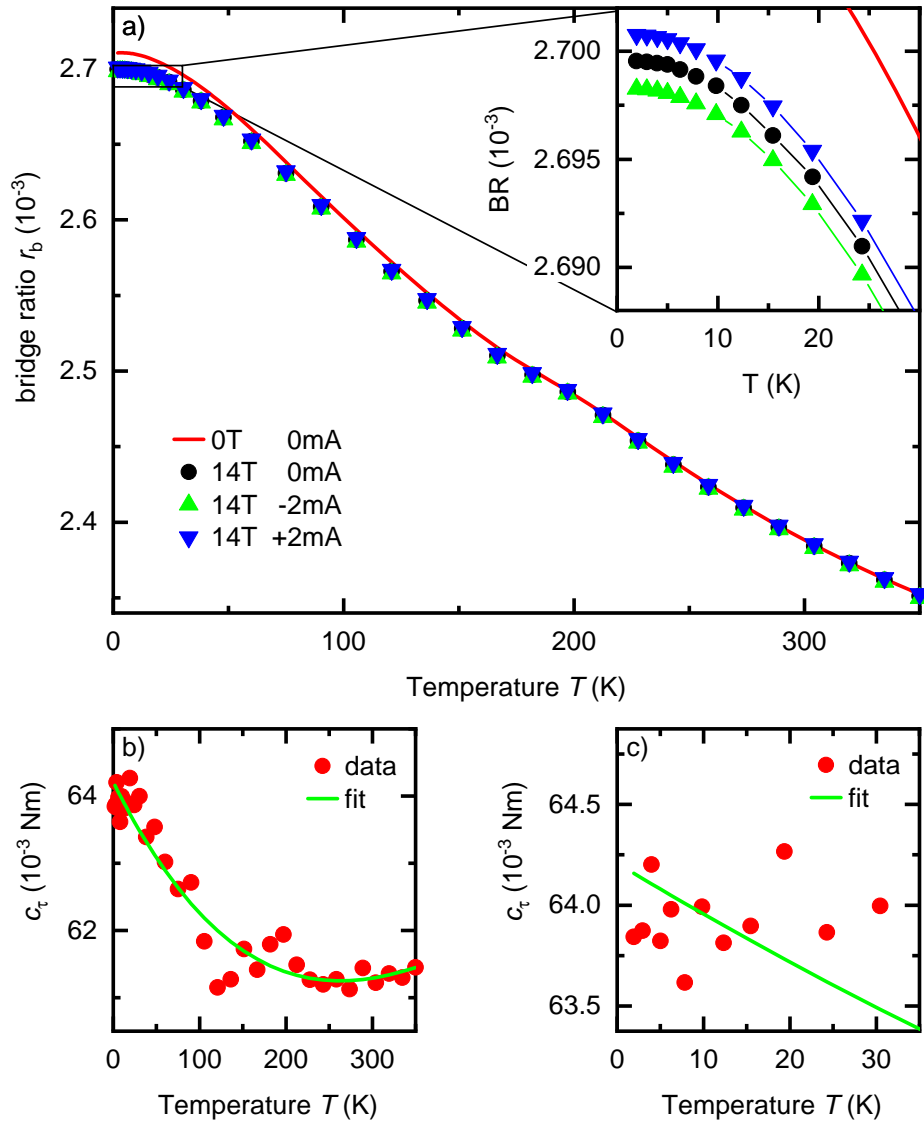 a)
2.7
2.6
2.5
2.4
bridge ratio r_b (10^-3)
0
100
200
300
Temperature T (K)
0T 0mA
14T 0mA
14T -2mA
14T +2mA
2.700
2.695
2.690
BR (10^-3)
0
10
20
T (K)
b)
64
62
c_τ (10^-3 Nm)
data
fit
0
100
200
300
Temperature T (K)
c)
64.5
64.0
63.5
c_τ (10^-3 Nm)
data
fit
0
10
20
30
Temperature T (K)